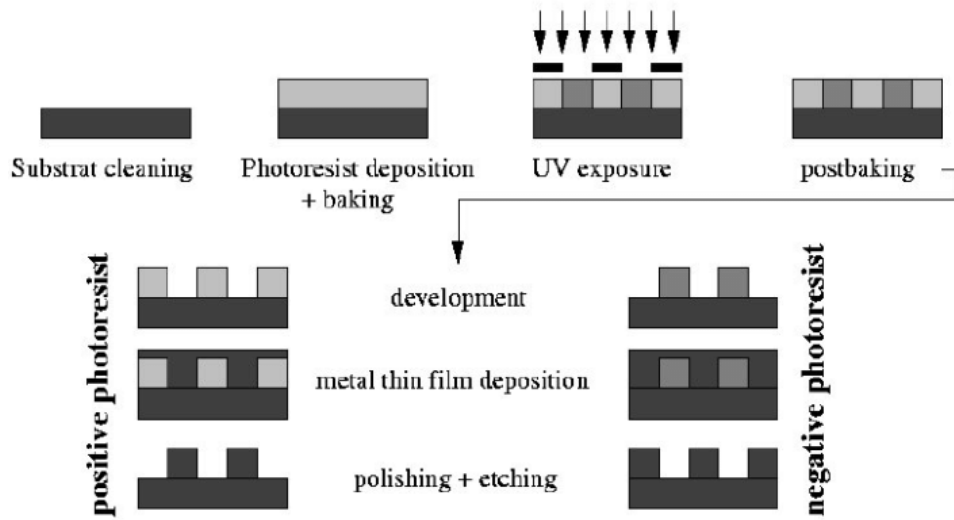 Substrat cleaning
Photoresist deposition
+ baking
UV exposure
postbaking
positive photoresist
development
metal thin film deposition
polishing + etching
negative photoresist